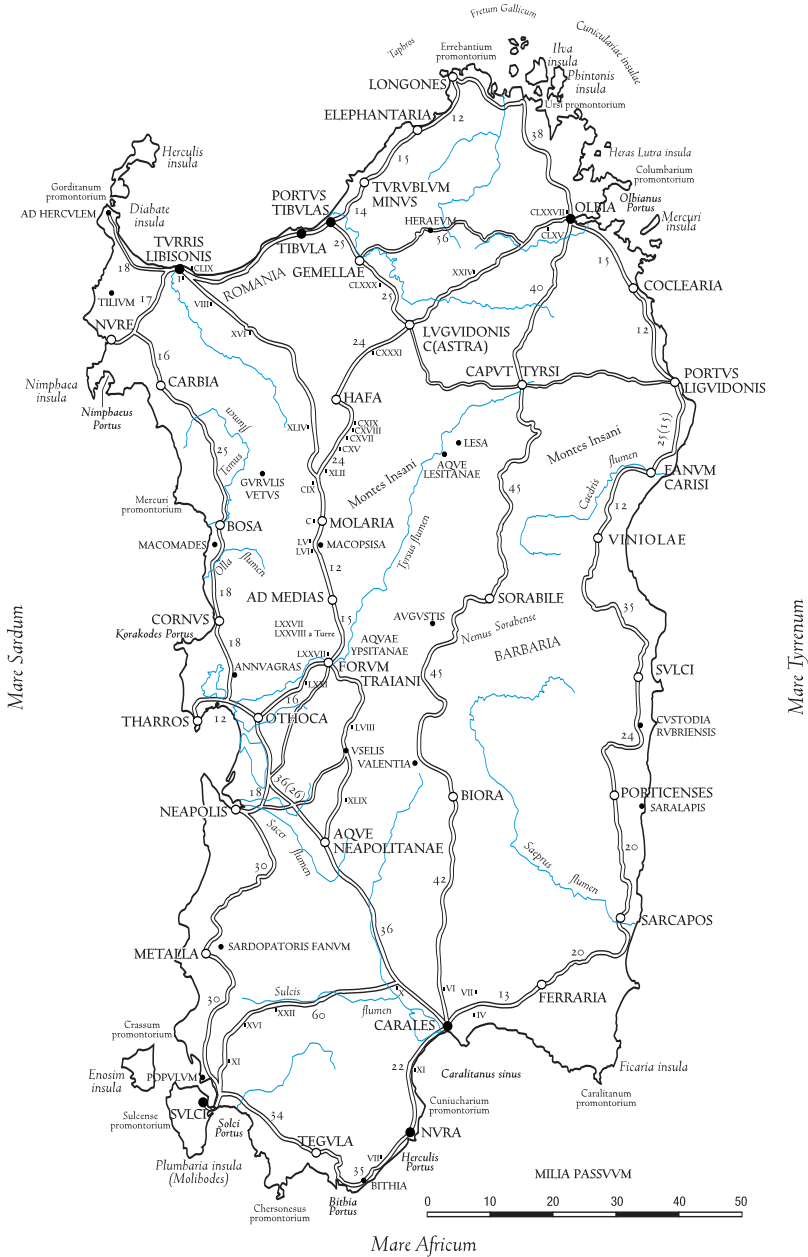 Fretum Gallicum
Taphros
Errebantium
promontorium
Ilva
insula
Cuniculariae insulae
Phintonis
insula
LONGONES
Ursi promontorium
ELEPHANTARIA
12
38
15
Herculis
insula
Heras Lutra insula
Columbarium
promontorium
Gorditanum
promontorium
TVRVBLVM
MINVS
PORTVS
TIBVLAS
14
Olbianus
Portus
AD HERCVLEM
Diabate
insula
HERAEVM
CLXXVII
OLBIA
Mercuri
insula
TIBVLA
25
56
CLXV
TVRRIS
LIBISONIS
15
18
CLIX
I
ROMANIA
GEMELLAE
XXIV
CLXXX
25
40
COCLEARIA
TILIVM
17
VIII
NVRE
XVI
LVGVIDONIS
C(ASTRA)
12
24
CXXXI
16
CAPVT TYRSI
PORTVS
LIGVIDONIS
Nimphaea
insula
CARBIA
HAFA
Nimphaeus
Portus
Temus
flumen
XLIV
CXIX
CXVIII
CXVII
CXV
25(15)
LESA
Montes Insani
25
24
XLII
AQVE
LESITANAE
Caedris
flumen
FANVM
CARISI
GVRVLIS
VETVS
CIX
Montes Insani
45
Mercuri
promontorium
12
BOSA
C
MOLARIA
Tyrsus flumen
VINIOLAE
MACOMADES
LV
LVI
MACOPSISA
Olla
flumen
12
18
AD MEDIAS
SORABILE
35
CORNVS
Korakodes Portus
15
AVGVSTIS
Nemus Sorabense
LXXVII
LXXVIII a Turre
AQVAE
YPSITANAE
BARBARIA
18
LXXVII
FORVM
TRAIANI
Mare Sardum
Mare Tyrrenum
ANNVAGRAS
LXXI
45
SVLCI
16
THARROS
12
OTHOCA
LVIII
CVSTODIA
RVBRIENSIS
24
VSELIS
VALENTIA
36(26)
18
XLIX
BIORA
PORTICENSES
SARALAPIS
NEAPOLIS
Sacer
flumen
AQVE
NEAPOLITANAE
Saeprus
flumen
20
30
42
36
SARCAPOS
METALLA
SARDOPATORIS FANVM
20
30
Sulcis
flumen
X
VI
VII
13
FERRARIA
XXII
60
IV
XVI
CARALES
Crassum
promontorium
XI
22
XI
Caralitanus sinus
Ficaria insula
Enosim
insula
POPVLVM
Caralitanum
promontorium
SVLCI
Sulcense
promontorium
Solci
Portus
34
Cuniucharium
promontorium
NVRA
TEGVLA
Herculis
Portus
Plumbaria insula
(Molibodes)
VII
35
BITHIA
MILIA PASSVVM
Chersonesus
promontorium
Bithia
Portus
0 10 20 30 40 50
Mare Africum